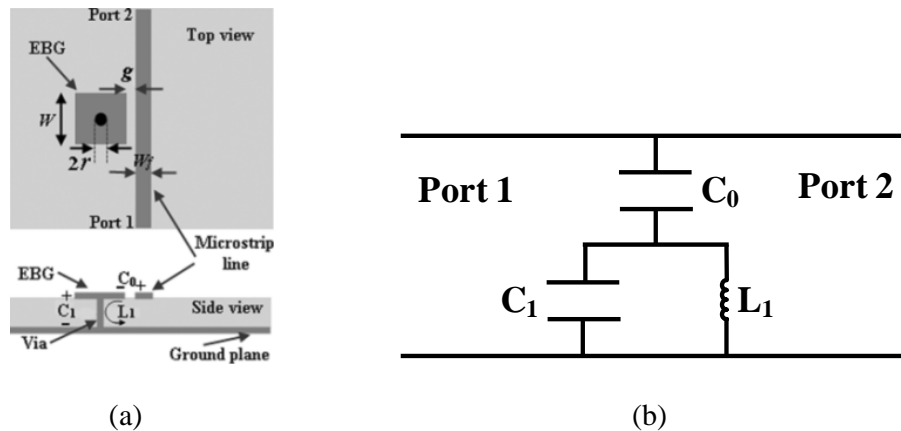 Port 2
Top view
EBG
g
W
2r
W_f
Port 1
Microstrip
line
EBG
C₀
+
-
+
C₁
-
L₁
Side view
Via
Ground plane
(a)
Port 1
Port 2
C₀
C₁
L₁
(b)